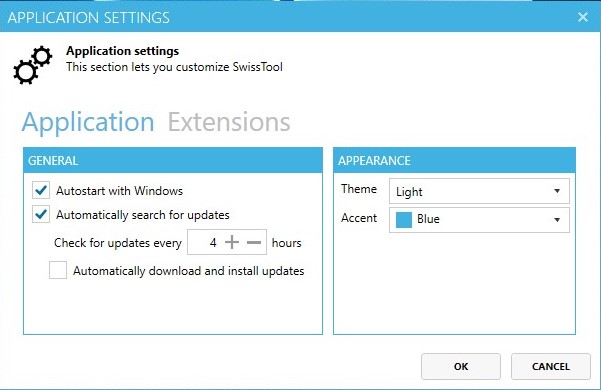 APPLICATION SETTINGS
Application settings
This section lets you customize SwissTool
Application Extensions
GENERAL
Autostart with Windows
Automatically search for updates
Check for updates every 4 hours
Automatically download and install updates
APPEARANCE
Theme Light
Accent Blue
OK CANCEL